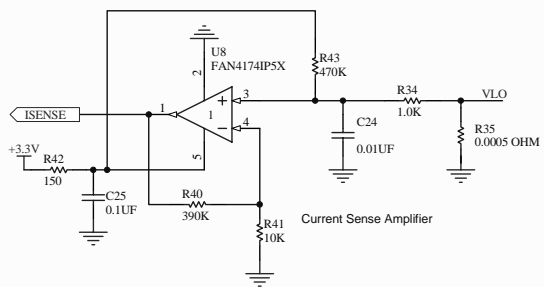 U8
FAN4174IP5X
R43
470K
2
3
1
+
1
R34
1.0K
VLO
ISENSE
4
−
C24
0.01UF
R35
0.0005 OHM
+3.3V
R42
150
5
C25
0.1UF
R40
390K
R41
10K
Current Sense Amplifier